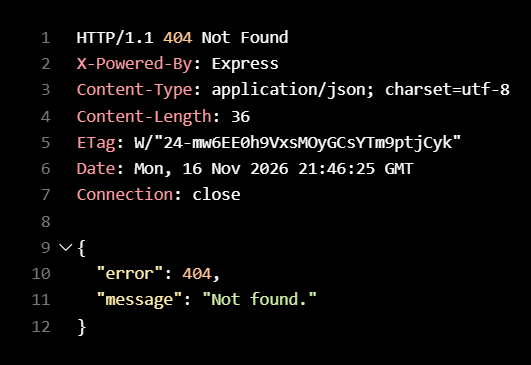 1 HTTP/1.1 404 Not Found
2 X-Powered-By: Express
3 Content-Type: application/json; charset=utf-8
4 Content-Length: 36
5 ETag: W/"24-mw6EE0h9VxsMOyGCsYTm9ptjCyk"
6 Date: Mon, 16 Nov 2026 21:46:25 GMT
7 Connection: close
8
9 {
10 "error": 404,
11 "message": "Not found."
12 }